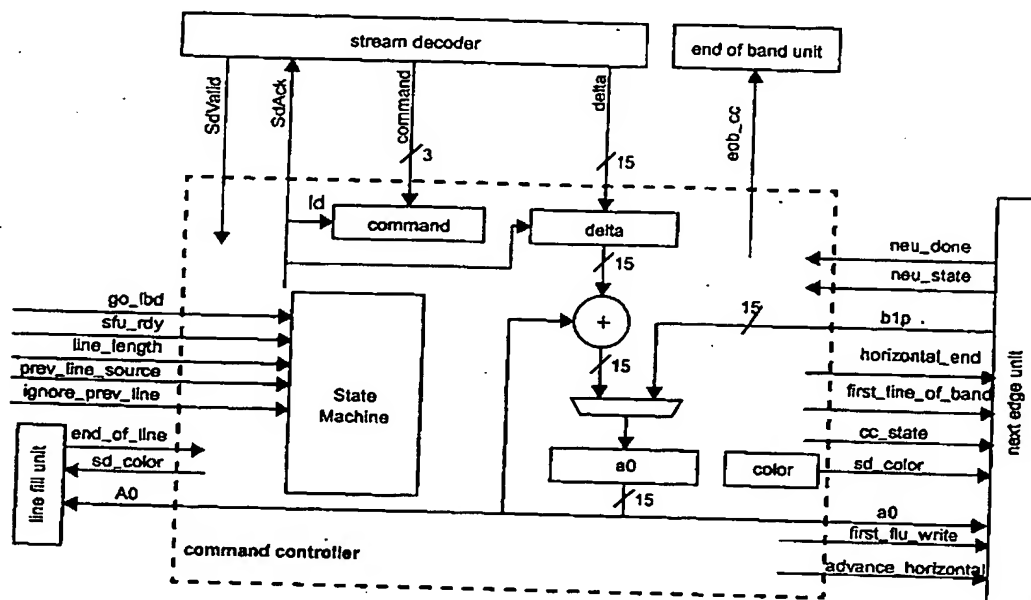 stream decoder
end of band unit
SdValid
SdAck
command
3
delta
15
eob_cc
ld
command
delta
15
neu_done
neu_state
go_lbd
sfu_rdy
line_length
prev_line_source
ignore_prev_line
+
15
b1p
15
horizontal_end
first_line_of_band
cc_state
State
Machine
next edge unit
line fill unit
end_of_line
sd_color
A0
a0
15
color
sd_color
a0
first_flu_write
advance_horizontal
command controller